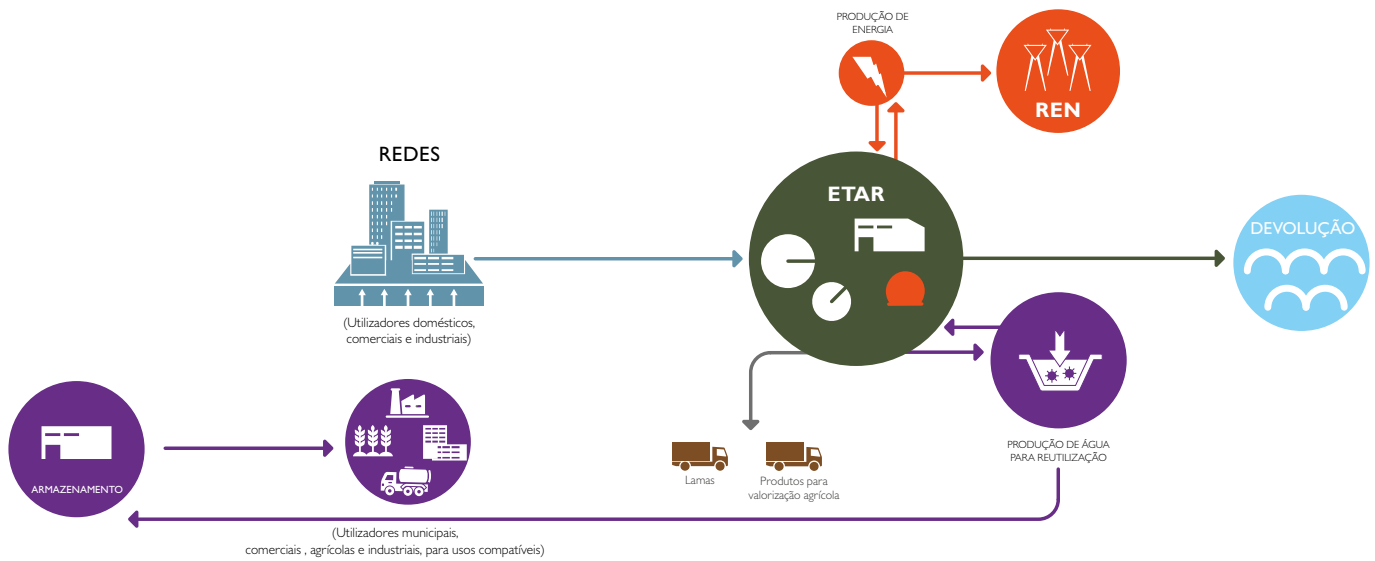 PRODUÇÃO DE
ENERGIA
REN
REDES
ETAR
DEVOLUÇÃO
(Utilizadores domésticos,
comerciais e industriais)
PRODUÇÃO DE ÁGUA
PARA REUTILIZAÇÃO
Lamas
Produtos para
valorização agrícola
ARMAZENAMENTO
(Utilizadores municipais,
comerciais , agrícolas e industriais, para usos compatíveis)